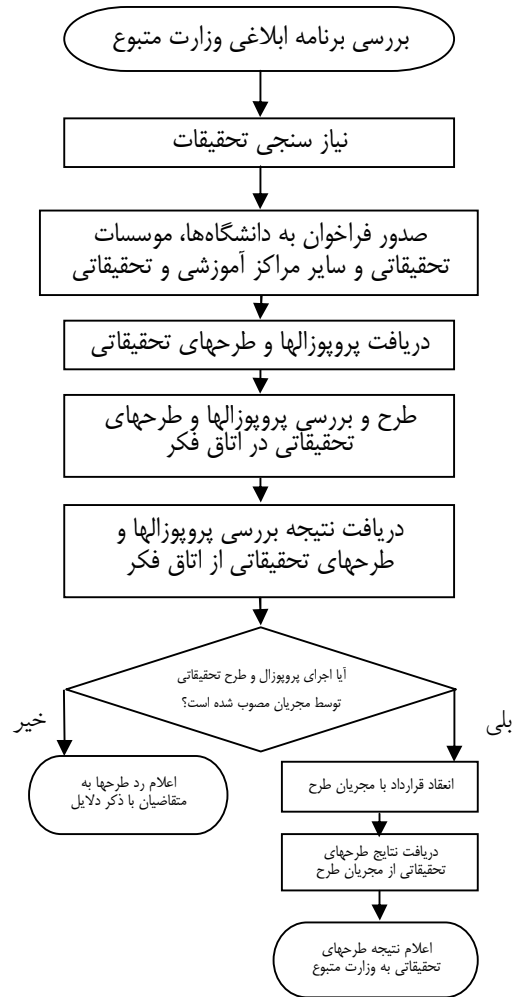 بررسی برنامه ابلاغی وزارت متبوع
نیاز سنجی تحقیقات
صدور فراخوان به دانشگاه‌ها، موسسات
تحقیقاتی و سایر مراکز آموزشی و تحقیقاتی
دریافت پروپوزالها و طرحهای تحقیقاتی
طرح و بررسی پروپوزالها و طرحهای
تحقیقاتی در اتاق فکر
دریافت نتیجه بررسی پروپوزالها و
طرحهای تحقیقاتی از اتاق فکر
آیا اجرای پروپوزال و طرح تحقیقاتی
توسط مجریان مصوب شده است؟
بلی
خیر
انعقاد قرارداد با مجریان طرح
اعلام رد طرحها به
متقاضیان با ذکر دلایل
دریافت نتایج طرحهای
تحقیقاتی از مجریان طرح
اعلام نتیجه طرحهای
تحقیقاتی به وزارت متبوع